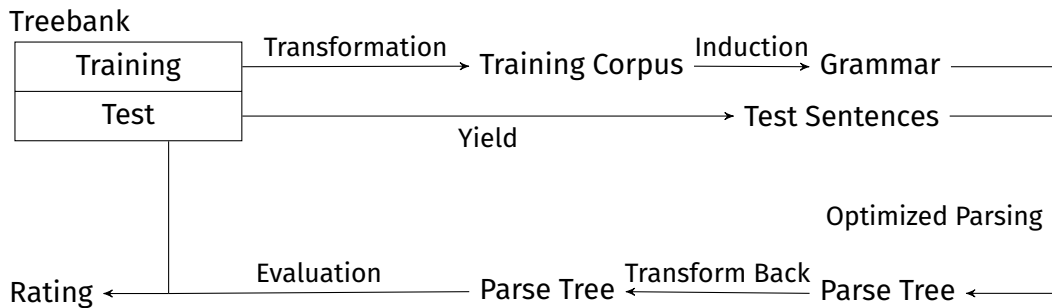 Treebank
Training
Transformation
Training Corpus
Induction
Grammar
Test
Yield
Test Sentences
Optimized Parsing
Rating
Evaluation
Parse Tree
Transform Back
Parse Tree